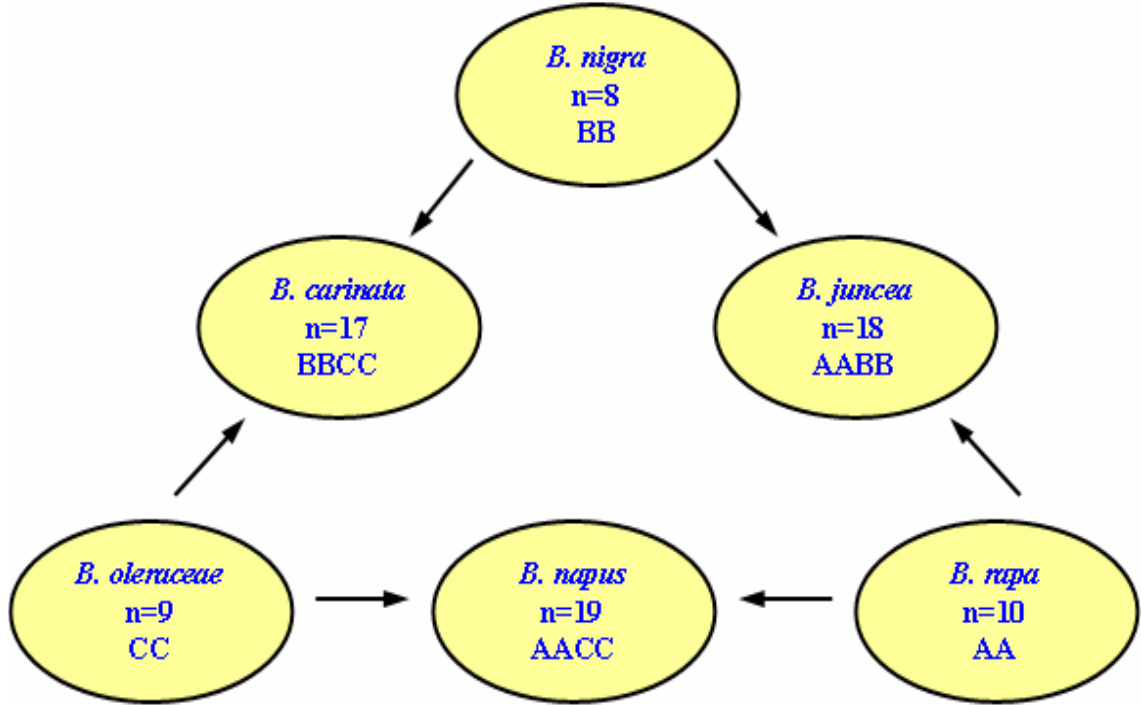 B. nigra
n=8
BB
B. carinata
n=17
BBCC
B. juncea
n=18
AABB
B. oleraceae
n=9
CC
B. napus
n=19
AACC
B. rapa
n=10
AA